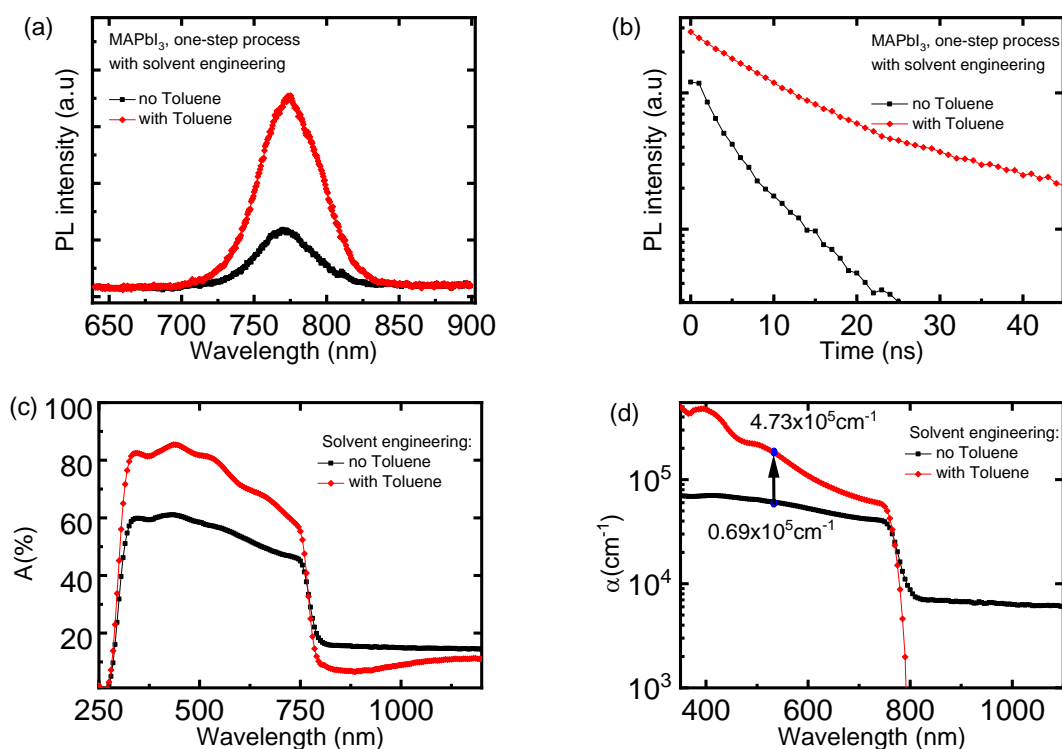 (a)
MAPbI₃, one-step process
with solvent engineering
no Toluene
with Toluene
PL intensity (a.u)
650 700 750 800 850 900
Wavelength (nm)
(b)
MAPbI₃, one-step process
with solvent engineering
no Toluene
with Toluene
PL intensity (a.u)
0 10 20 30 40
Time (ns)
(c)
Solvent engineering:
no Toluene
with Toluene
A(%)
100
80
60
40
20
250 500 750 1000
Wavelength (nm)
(d)
4.73x10⁵cm⁻¹
Solvent engineering:
no Toluene
with Toluene
0.69x10⁵cm⁻¹
α(cm⁻¹)
10⁵
10⁴
10³
400 600 800 1000
Wavelength (nm)